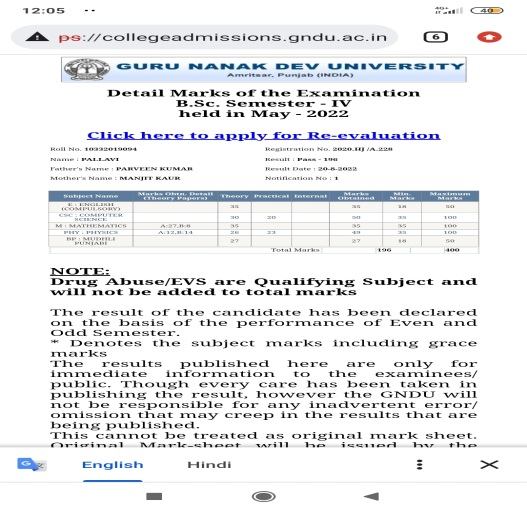 12:05
4G+
40
ps://collegeadmissions.gndu.ac.in
6
GURU NANAK DEV UNIVERSITY
Amritsar, Punjab (INDIA)
Detail Marks of the Examination
B.Sc. Semester - IV
held in May - 2022
Click here to apply for Re-evaluation
Roll No. 10332019094 Registration No. 2020.HJ /A.228
Name : PALLAVI Result : Pass - 196
Father's Name : PARVEEN KUMAR Result Date : 20-8-2022
Mother's Name : MANJIT KAUR Notification No : 1
Subject Name Marks Obtn. Detail (Theory Papers) Theory Practical Internal Marks Obtained Min. Marks Maximum Marks
E : ENGLISH (COMPULSORY) 35 35 18 50
CSC : COMPUTER SCIENCE 30 20 50 35 100
M : MATHEMATICS A:27,B:8 35 35 35 100
PHY : PHYSICS A:12,B:14 26 23 49 35 100
BP : MUDHLI PUNJABI 27 27 18 50
Total Marks 196 400
NOTE:
Drug Abuse/EVS are Qualifying Subject and
will not be added to total marks
The result of the candidate has been declared
on the basis of the performance of Even and
Odd Semester.
* Denotes the subject marks including grace
marks
The results published here are only for
immediate information to the examinees/
public. Though every care has been taken in
publishing the result, however the GNDU will
not be responsible for any inadvertent error/
omission that may creep in the results that are
being published.
This cannot be treated as original mark sheet.
Original Mark-sheet will be issued by the
English Hindi